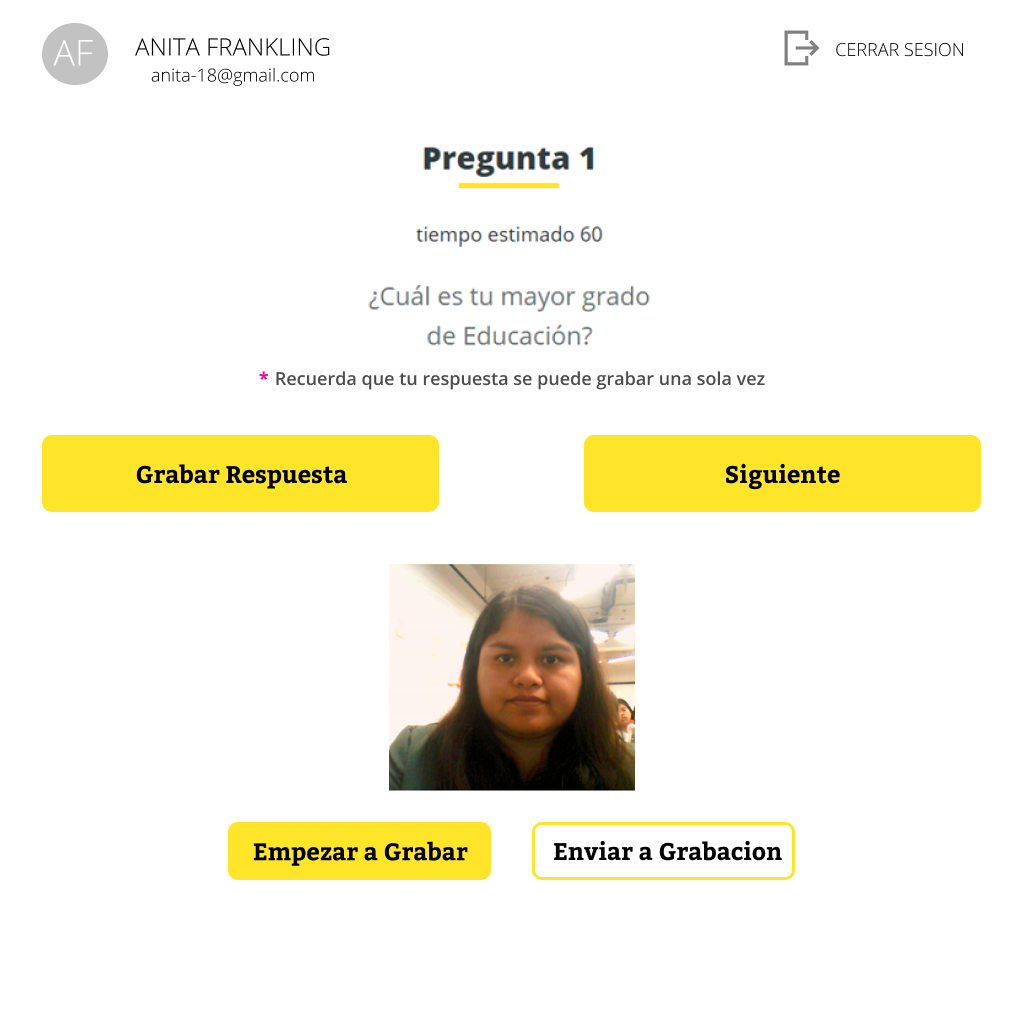 AF
ANITA FRANKLING
anita-18@gmail.com
CERRAR SESION
Pregunta 1
tiempo estimado 60
¿Cuál es tu mayor grado
de Educación?
* Recuerda que tu respuesta se puede grabar una sola vez
Grabar Respuesta
Siguiente
Empezar a Grabar
Enviar a Grabacion